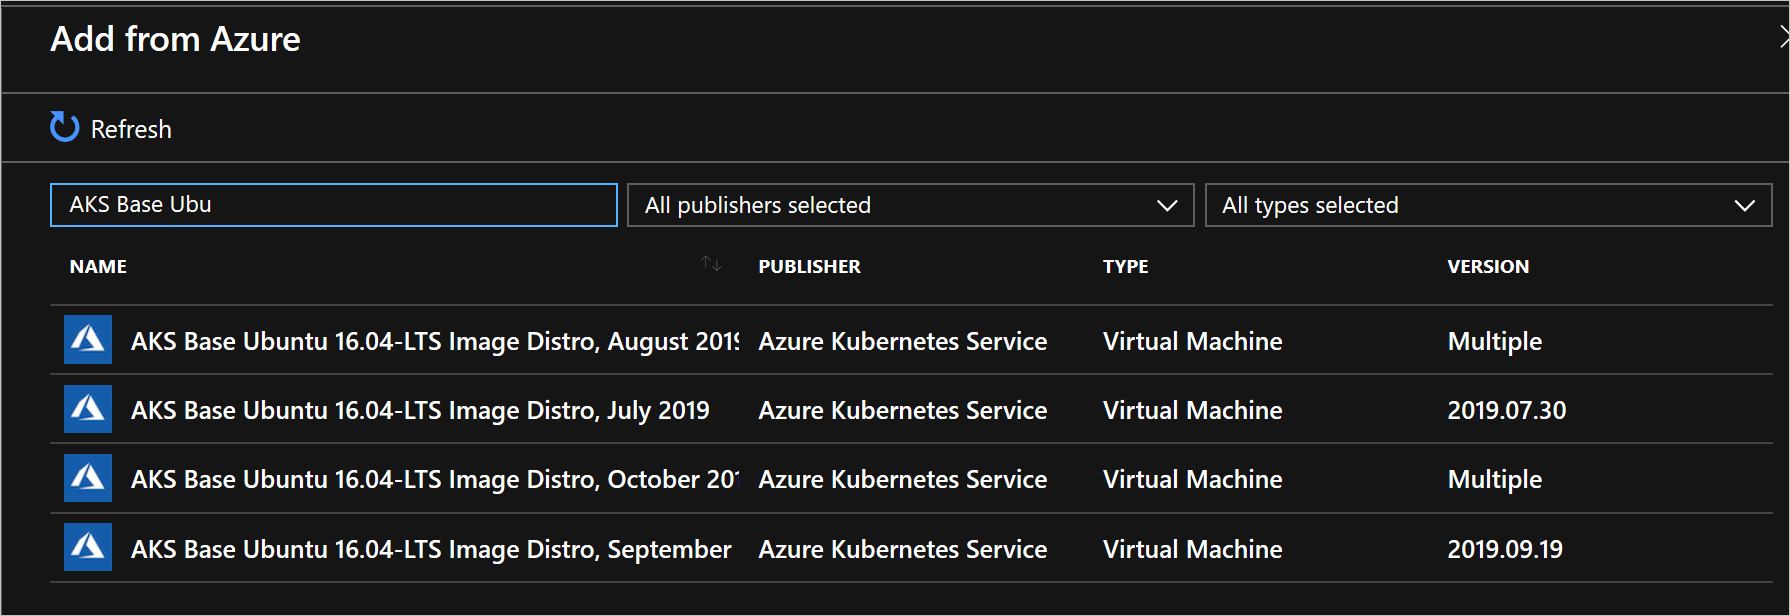 Add from Azure
Refresh
AKS Base Ubu All publishers selected All types selected
NAME PUBLISHER TYPE VERSION
AKS Base Ubuntu 16.04-LTS Image Distro, August 2019 Azure Kubernetes Service Virtual Machine Multiple
AKS Base Ubuntu 16.04-LTS Image Distro, July 2019 Azure Kubernetes Service Virtual Machine 2019.07.30
AKS Base Ubuntu 16.04-LTS Image Distro, October 201 Azure Kubernetes Service Virtual Machine Multiple
AKS Base Ubuntu 16.04-LTS Image Distro, September Azure Kubernetes Service Virtual Machine 2019.09.19